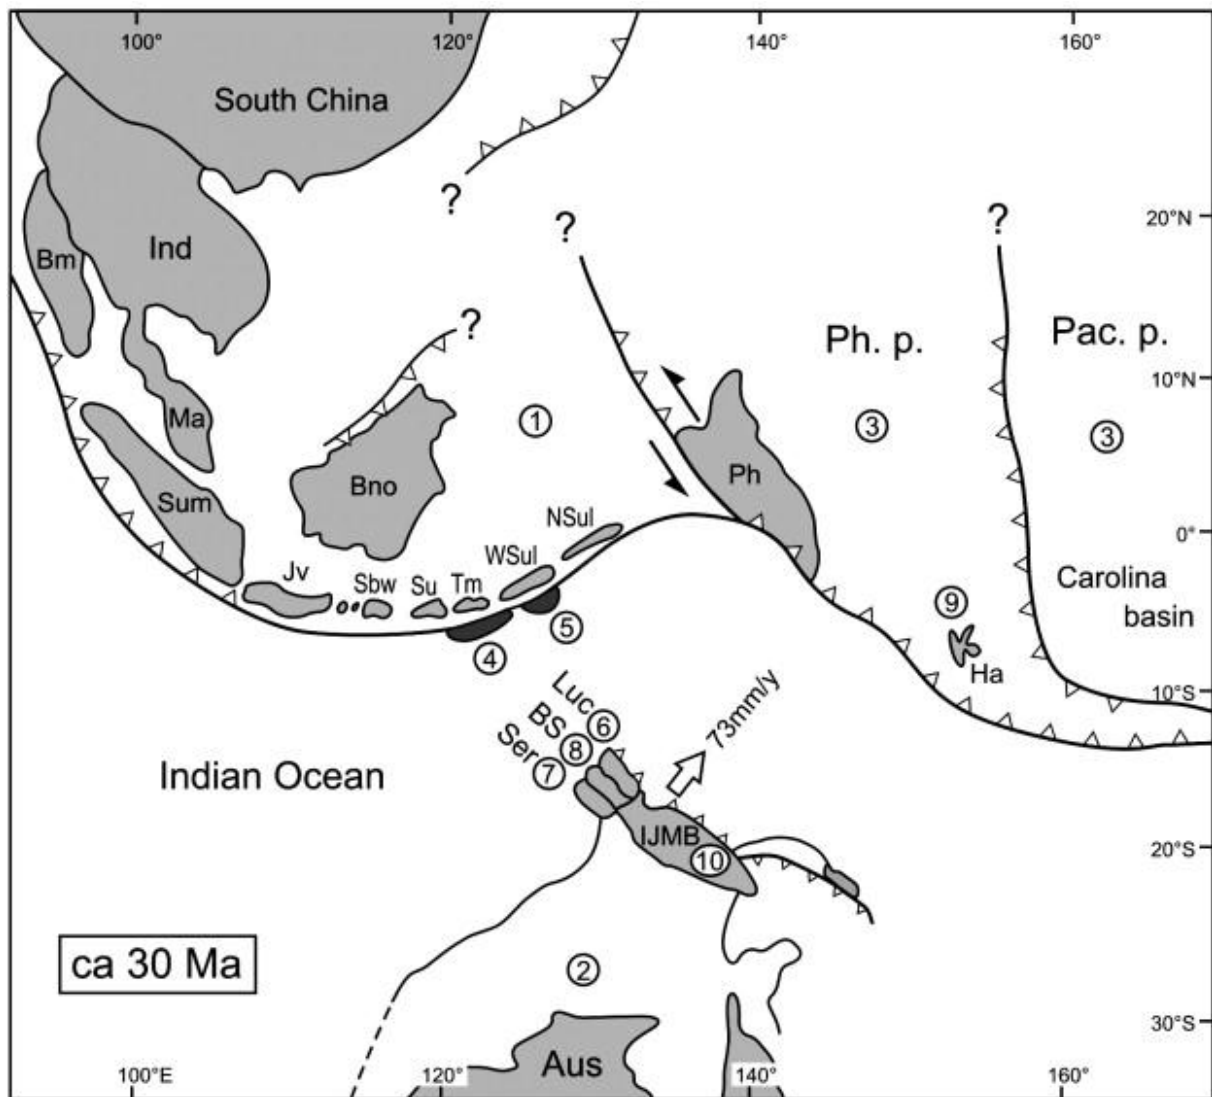 100°
120°
140°
160°
South China
?
?
?
20°N
Bm
Ind
?
Ph. p.
Pac. p.
10°N
①
③
③
Ma
Ph
Sum
Bno
NSul
0°
WSul
Jv
Sbw
Su
Tm
Carolina
basin
⑨
⑤
④
Ha
10°S
Luc ⑥
BS ⑧
Ser ⑦
73mm/y
Indian Ocean
IJMB
⑩
20°S
ca 30 Ma
②
30°S
Aus
100°E
120°
140°
160°